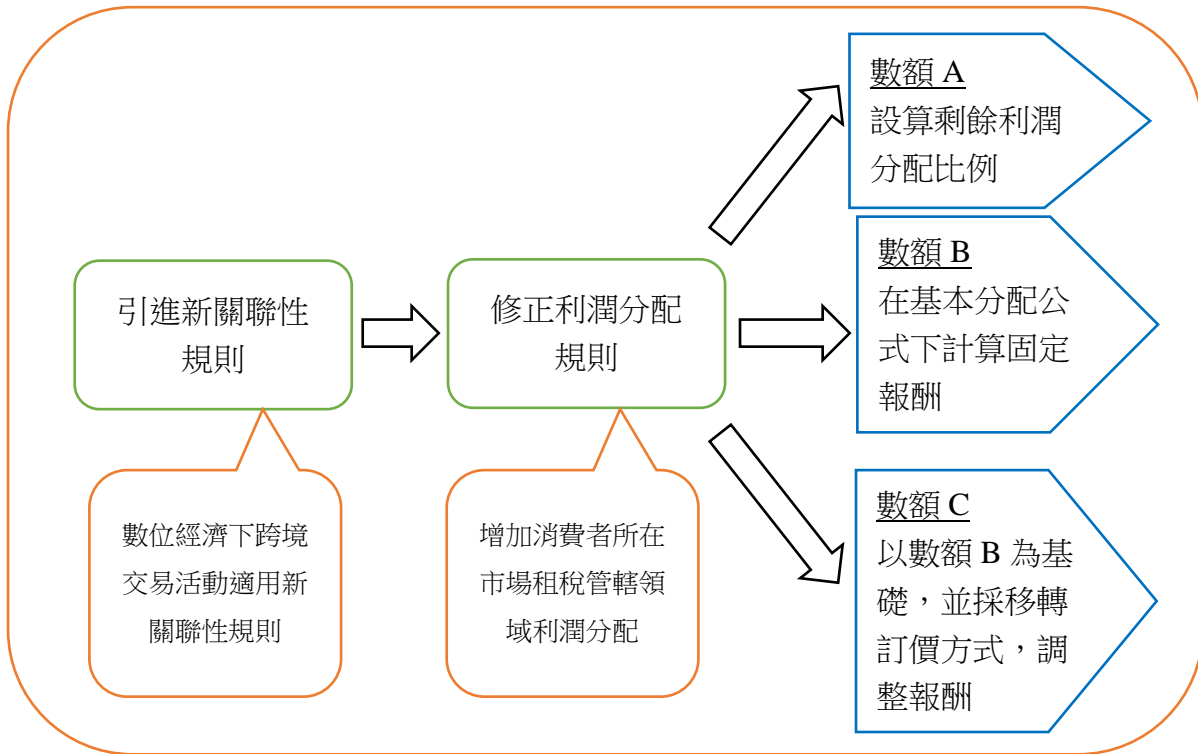 引進新關聯性
規則
數位經濟下跨境
交易活動適用新
關聯性規則
修正利潤分配
規則
增加消費者所在
市場租稅管轄領
域利潤分配
數額 A
設算剩餘利潤
分配比例
數額 B
在基本分配公
式下計算固定
報酬
數額 C
以數額 B 為基
礎，並採移轉
訂價方式，調
整報酬